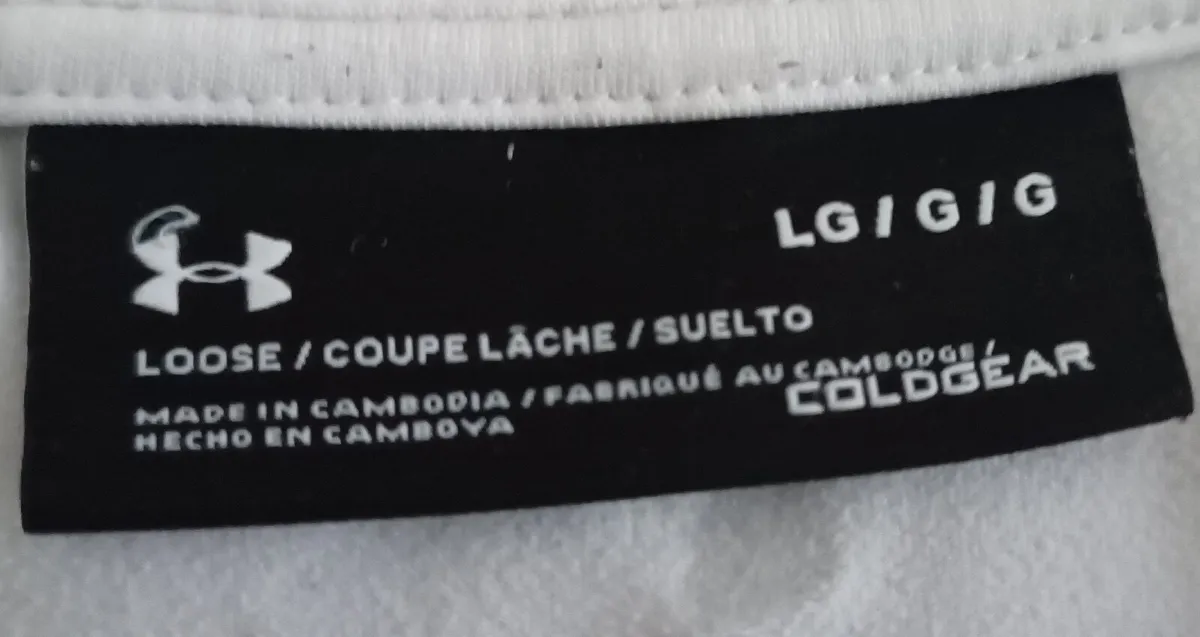 LG / G / G
LOOSE / COUPE LÂCHE / SUELTO
MADE IN CAMBODIA / FABRIQUÉ AU CAMBODGE /
HECHO EN CAMBOYA
COLDGEAR